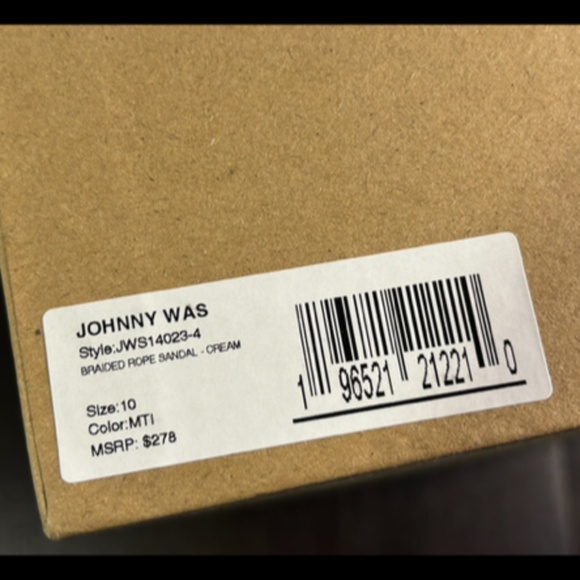 JOHNNY WAS
Style:JWS14023-4
BRAIDED ROPE SANDAL - CREAM
Size:10
Color:MTI
MSRP: $278
1 96521 21221 0